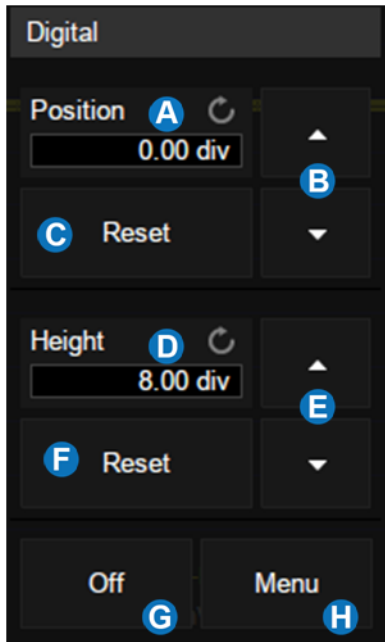 Digital
Position A
0.00 div
B
C Reset
Height D
8.00 div
E
F Reset
Off Menu
G H